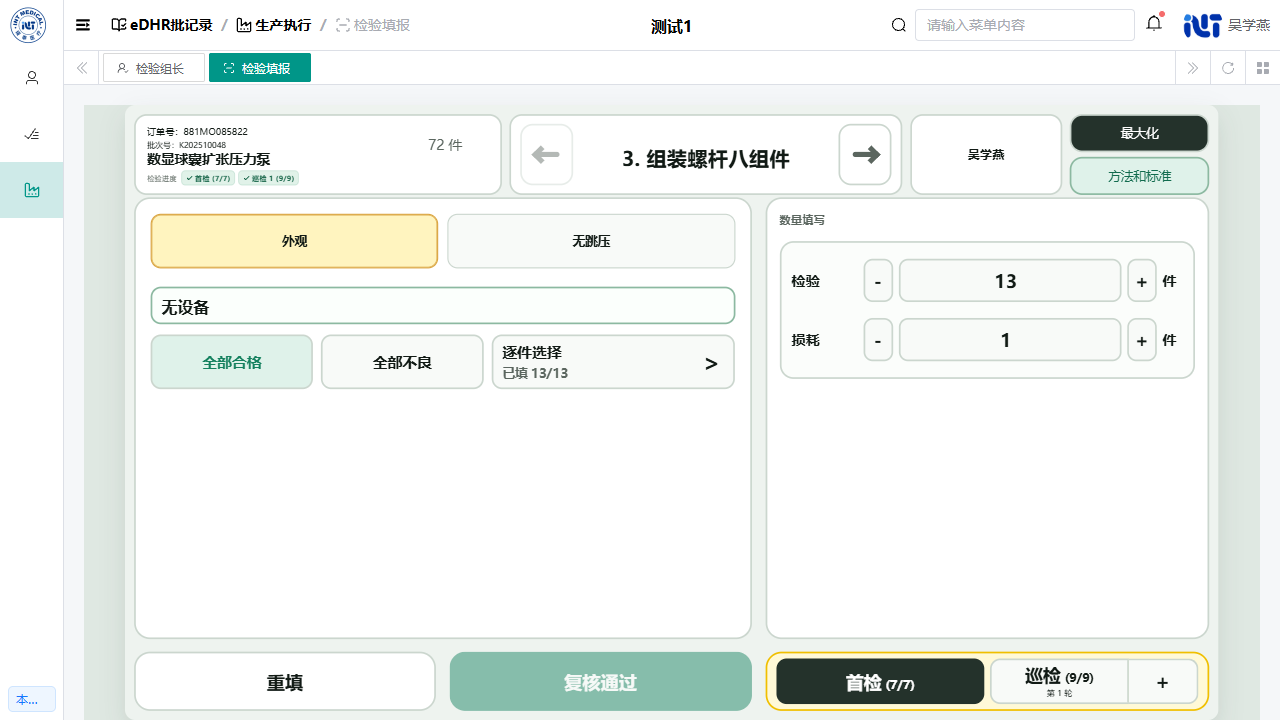 eDHR批记录 / 生产执行 / 检验填报
测试1
请输入菜单内容
INT
吴学燕
检验组长
检验填报
订单号: 881MO085822
批次号: K202510048
数显球囊扩张压力泵
72 件
检验进度 ✓ 首检 (7/7) ✓ 巡检 1 (9/9)
3. 组装螺杆八组件
吴学燕
最大化
方法和标准
外观
无跳压
无设备
全部合格
全部不良
逐件选择
已填 13/13
>
数量填写
检验 - 13 + 件
损耗 - 1 + 件
重填
复核通过
首检 (7/7)
巡检 (9/9)
第 1 轮
+
本...